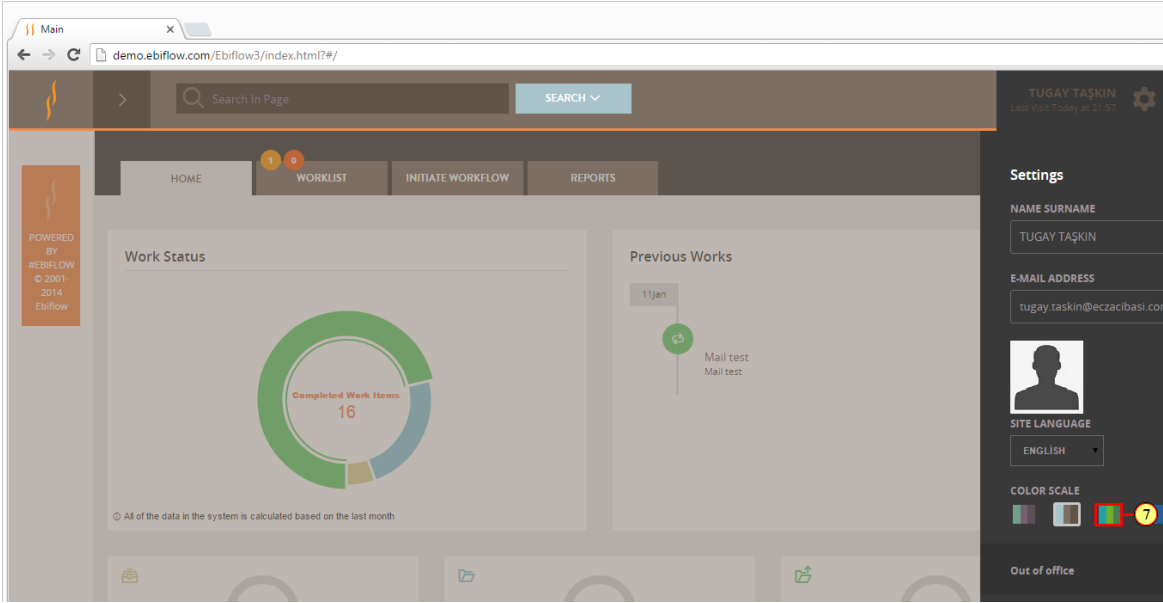 Main
demo.ebiflow.com/Ebiflow3/index.html?#/
Search In Page
SEARCH
TUGAY TAŞKIN
Last Visit Today at 21:57
HOME
1
0
WORKLIST
INITIATE WORKFLOW
REPORTS
POWERED
BY
#EBIFLOW
© 2001-
2014
Ebiflow
Work Status
Completed Work Items
16
All of the data in the system is calculated based on the last month
Previous Works
11Jan
Mail test
Mail test
Settings
NAME SURNAME
TUGAY TAŞKIN
E-MAIL ADDRESS
tugay.taskin@eczacibasi.co
SITE LANGUAGE
ENGLİSH
COLOR SCALE
7
Out of office